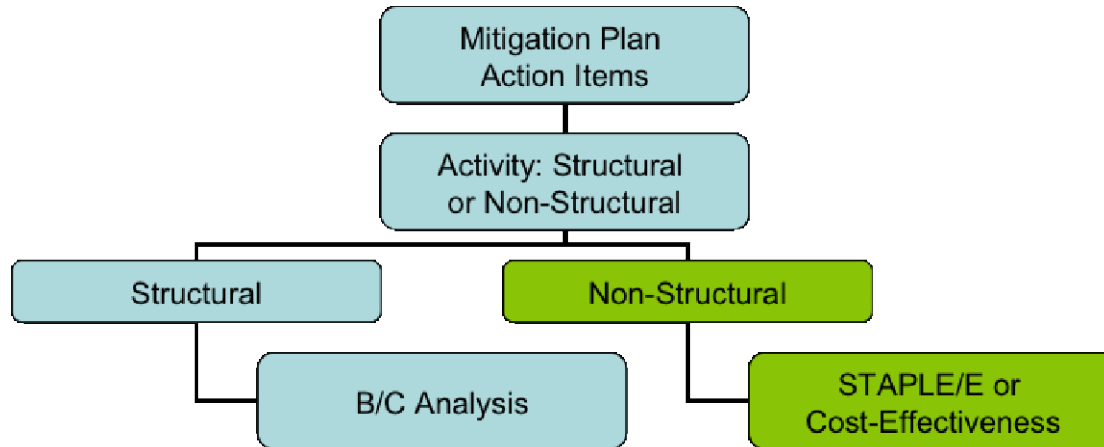 Mitigation Plan
Action Items
Activity: Structural
or Non-Structural
Structural
Non-Structural
B/C Analysis
STAPLE/E or
Cost-Effectiveness